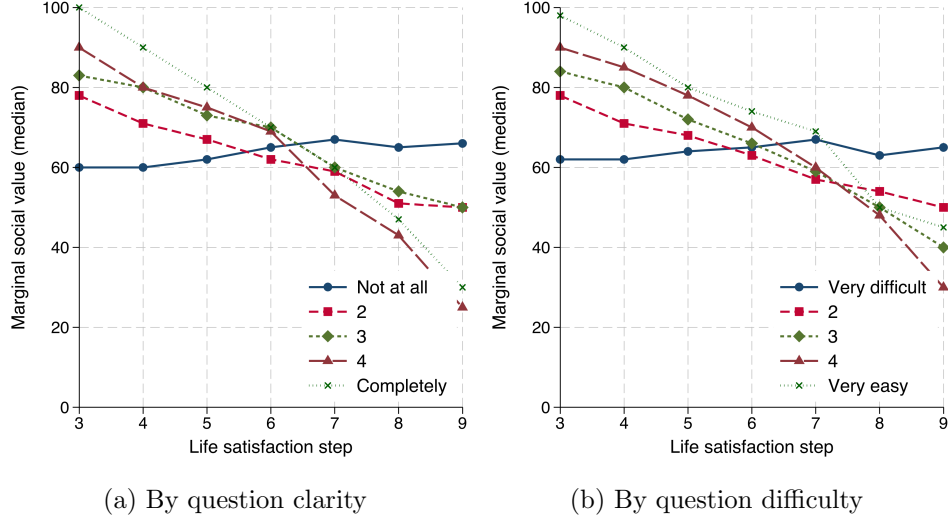 100
80
60
40
20
0
Marginal social value (median)
3 4 5 6 7 8 9
Life satisfaction step
Not at all
2
3
4
Completely
(a) By question clarity
100
80
60
40
20
0
Marginal social value (median)
3 4 5 6 7 8 9
Life satisfaction step
Very difficult
2
3
4
Very easy
(b) By question difficulty